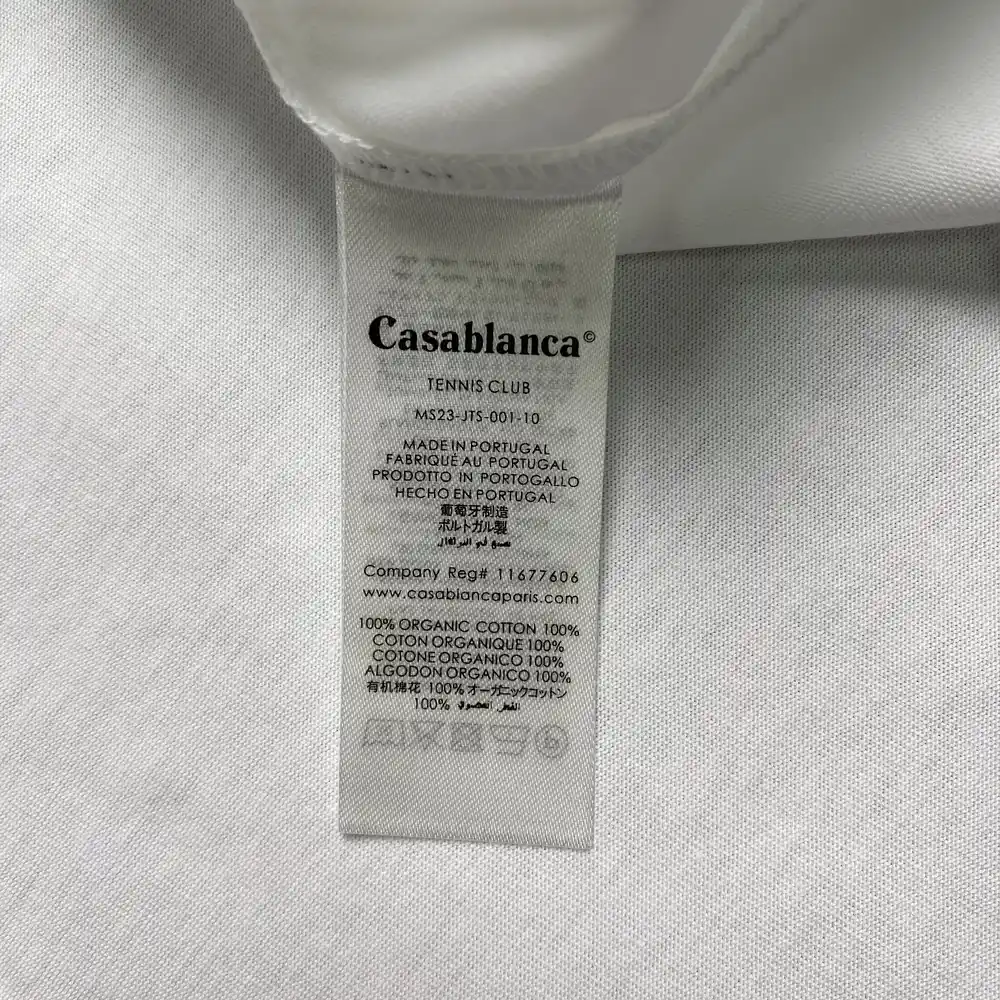 Casablanca©
TENNIS CLUB
MS23-JTS-001-10
MADE IN PORTUGAL
FABRIQUÉ AU PORTUGAL
PRODOTTO IN PORTOGALLO
HECHO EN PORTUGAL
葡萄牙制造
ポルトガル製
Company Reg# 11677606
www.casablancaparis.com
100% ORGANIC COTTON 100%
COTON ORGANIQUE 100%
COTONE ORGANICO 100%
ALGODON ORGANICO 100%
有机棉花 100% オーガニックコットン
100%